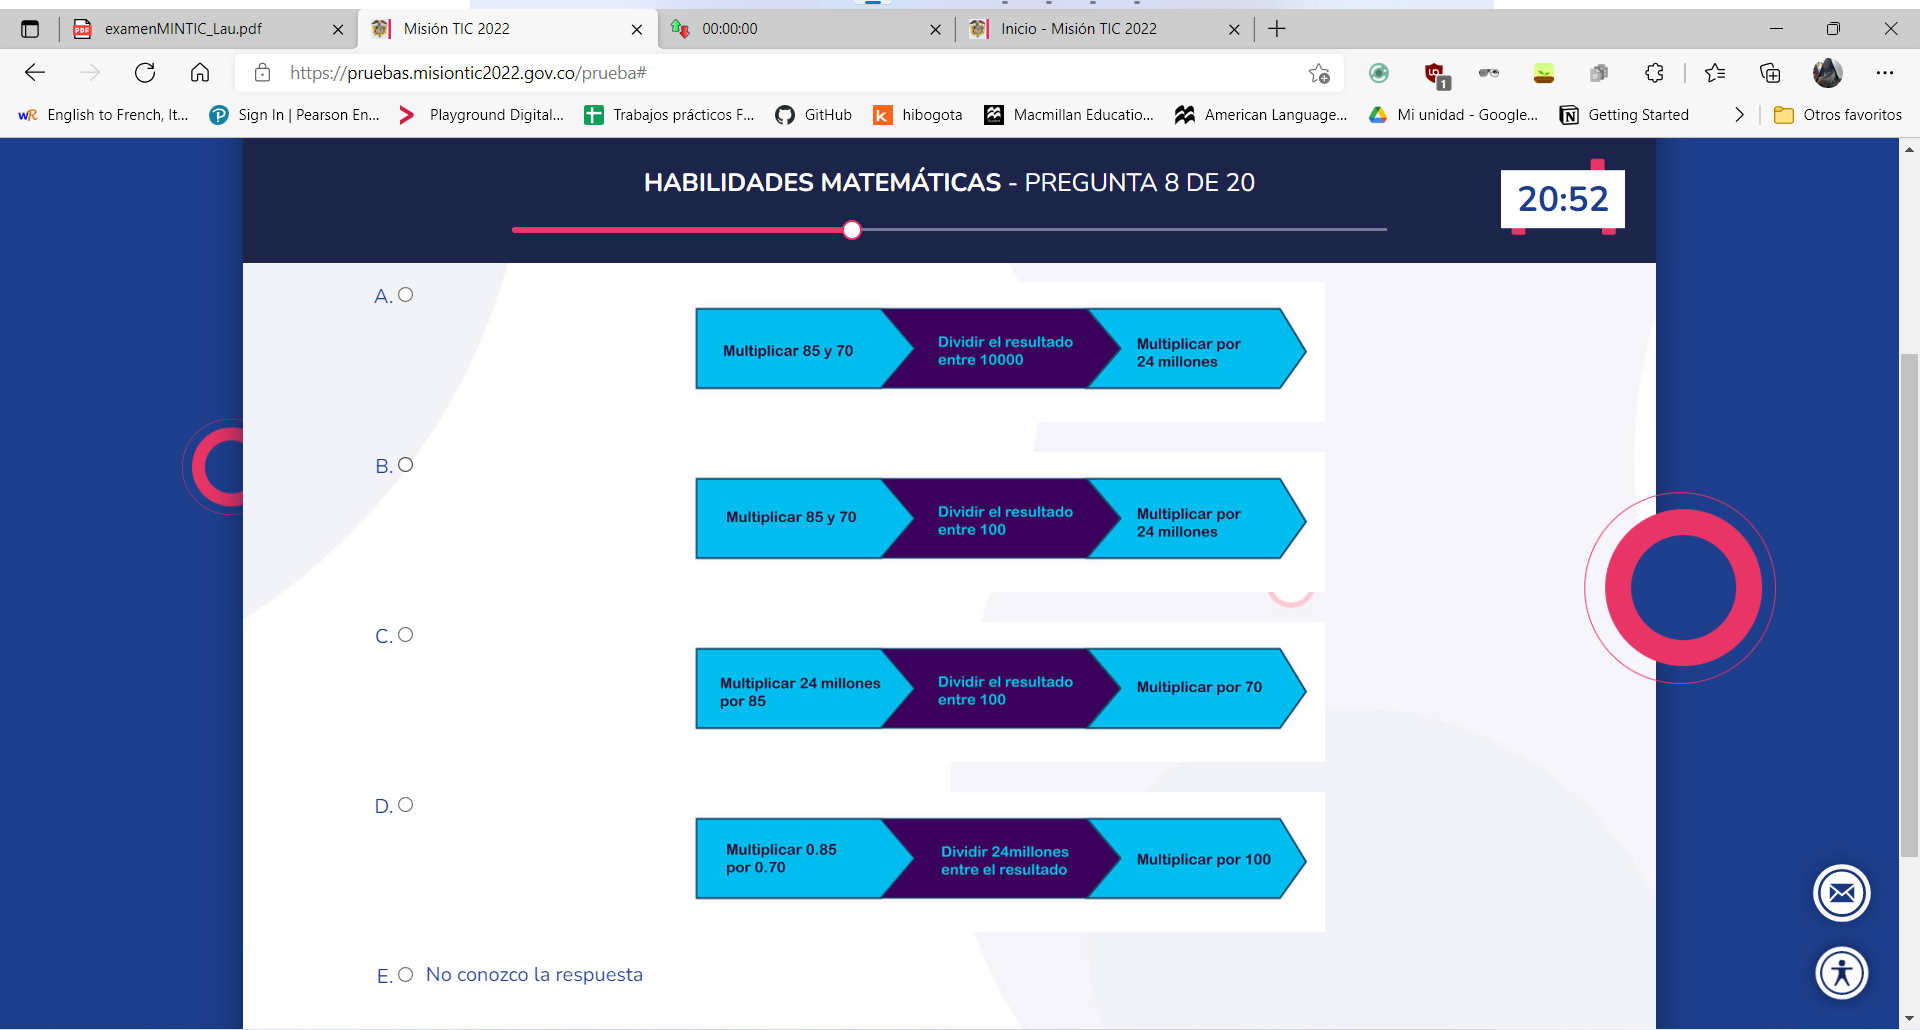 examenMINTIC_Lau.pdf
Misión TIC 2022
00:00:00
Inicio - Misión TIC 2022
https://pruebas.misiontic2022.gov.co/prueba#
1
English to French, It...
Sign In | Pearson En...
Playground Digital...
Trabajos prácticos F...
GitHub
hibogota
Macmillan Educatio...
American Language...
Mi unidad - Google...
Getting Started
Otros favoritos
HABILIDADES MATEMÁTICAS - PREGUNTA 8 DE 20
20:52
A.
Multiplicar 85 y 70
Dividir el resultado
entre 10000
Multiplicar por
24 millones
B.
Multiplicar 85 y 70
Dividir el resultado
entre 100
Multiplicar por
24 millones
C.
Multiplicar 24 millones
por 85
Dividir el resultado
entre 100
Multiplicar por 70
D.
Multiplicar 0.85
por 0.70
Dividir 24millones
entre el resultado
Multiplicar por 100
E. No conozco la respuesta